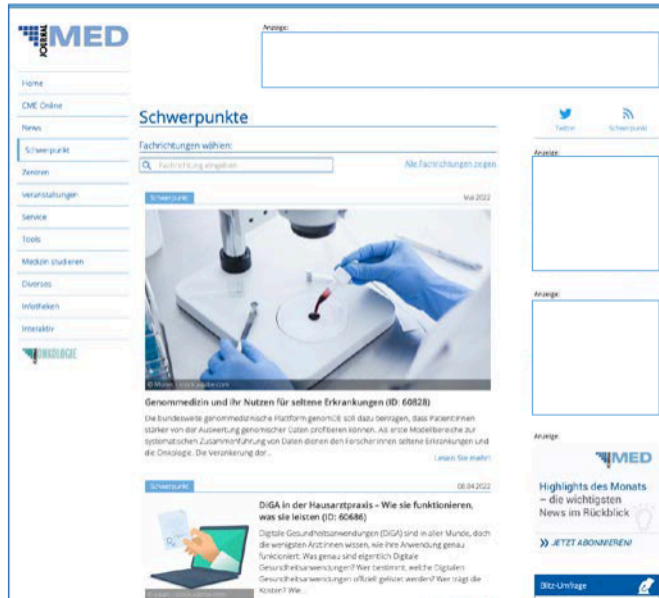 JOURNAL MED
Anzeige:
Home
CME Online
News
Schwerpunkt
Zentren
Veranstaltungen
Service
Tools
Medizin studieren
Diverses
Infotheken
Interaktiv
ONKOLOGIE
Schwerpunkte
Fachrichtungen wählen:
Fachrichtung eingeben
Alle Fachrichtungen zeigen
Schwerpunkt
Mai 2022
Genommedizin und ihr Nutzen für seltene Erkrankungen (ID: 60828)
Die bundesweite genommedizinische Plattform genomDE soll dazu beitragen, dass Patient:innen
stärker von der Auswertung genomischer Daten profitieren können. Als erste Modellbereiche zur
systematischen Zusammenführung von Daten dienen den Forscher:innen seltene Erkrankungen und
die Onkologie. Die Verankerung der...
Lesen Sie mehr!
Schwerpunkt
08.04.2022
DiGA in der Hausarztpraxis – Wie sie funktionieren,
was sie leisten (ID: 60686)
Digitale Gesundheitsanwendungen (DiGA) sind in aller Munde, doch
die wenigsten Ärzt:innen wissen, wie ihre Anwendung genau
funktioniert. Was genau sind eigentlich Digitale
Gesundheitsanwendungen? Wer bestimmt, welche Digitalen
Gesundheitsanwendungen offiziell gelistet werden? Wer trägt die
Kosten? Wie...
Twitter
Schwerpunkt
Anzeige:
Anzeige:
Anzeige:
MED
Highlights des Monats
– die wichtigsten
News im Rückblick
JETZT ABONNIEREN!
Blitz-Umfrage